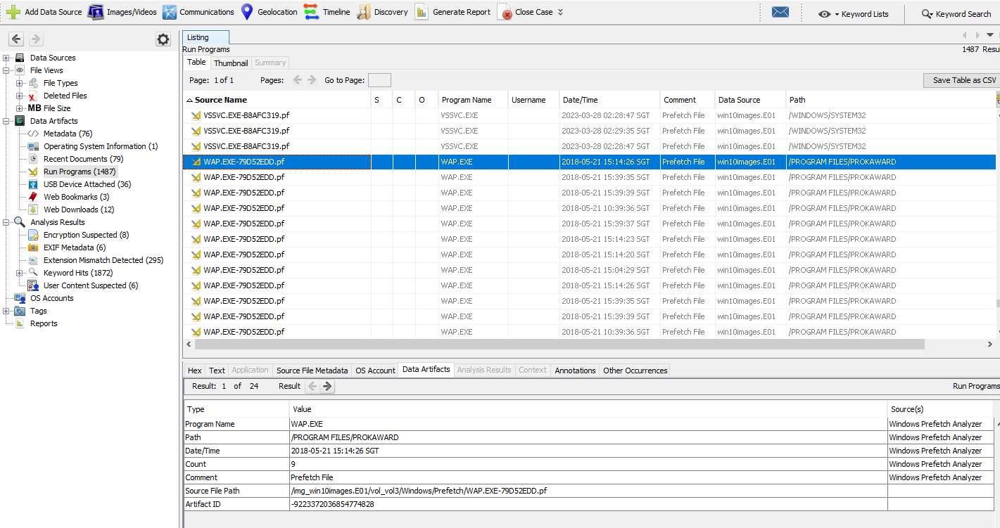 Add Data Source Images/Videos Communications Geolocation Timeline Discovery Generate Report Close Case Keyword Lists Keyword Search
Data Sources
File Views
File Types
Deleted Files
MB File Size
Data Artifacts
Metadata (76)
Operating System Information (1)
Recent Documents (79)
Run Programs (1487)
USB Device Attached (36)
Web Bookmarks (3)
Web Downloads (12)
Analysis Results
Encryption Suspected (8)
EXIF Metadata (6)
Extension Mismatch Detected (295)
Keyword Hits (1872)
User Content Suspected (6)
OS Accounts
Tags
Reports
Listing
Run Programs 1487 Resu
Table Thumbnail Summary
Page: 1 of 1 Pages: Go to Page: Save Table as CSV
Source Name S C O Program Name Username Date/Time Comment Data Source Path
VSSVC.EXE-B8AFC319.pf VSSVC.EXE 2023-03-28 02:28:47 SGT Prefetch File win10images.E01 /WINDOWS/SYSTEM32
VSSVC.EXE-B8AFC319.pf VSSVC.EXE 2023-03-28 02:29:35 SGT Prefetch File win10images.E01 /WINDOWS/SYSTEM32
VSSVC.EXE-B8AFC319.pf VSSVC.EXE 2023-03-28 02:28:47 SGT Prefetch File win10images.E01 /WINDOWS/SYSTEM32
WAP.EXE-79D52EDD.pf WAP.EXE 2018-05-21 15:14:26 SGT Prefetch File win10images.E01 /PROGRAM FILES/PROKAWARD
WAP.EXE-79D52EDD.pf WAP.EXE 2018-05-21 15:39:35 SGT Prefetch File win10images.E01 /PROGRAM FILES/PROKAWARD
WAP.EXE-79D52EDD.pf WAP.EXE 2018-05-21 15:39:39 SGT Prefetch File win10images.E01 /PROGRAM FILES/PROKAWARD
WAP.EXE-79D52EDD.pf WAP.EXE 2018-05-21 10:39:36 SGT Prefetch File win10images.E01 /PROGRAM FILES/PROKAWARD
WAP.EXE-79D52EDD.pf WAP.EXE 2018-05-21 15:39:37 SGT Prefetch File win10images.E01 /PROGRAM FILES/PROKAWARD
WAP.EXE-79D52EDD.pf WAP.EXE 2018-05-21 15:14:23 SGT Prefetch File win10images.E01 /PROGRAM FILES/PROKAWARD
WAP.EXE-79D52EDD.pf WAP.EXE 2018-05-21 15:14:20 SGT Prefetch File win10images.E01 /PROGRAM FILES/PROKAWARD
WAP.EXE-79D52EDD.pf WAP.EXE 2018-05-21 15:04:29 SGT Prefetch File win10images.E01 /PROGRAM FILES/PROKAWARD
WAP.EXE-79D52EDD.pf WAP.EXE 2018-05-21 15:14:26 SGT Prefetch File win10images.E01 /PROGRAM FILES/PROKAWARD
WAP.EXE-79D52EDD.pf WAP.EXE 2018-05-21 15:39:35 SGT Prefetch File win10images.E01 /PROGRAM FILES/PROKAWARD
WAP.EXE-79D52EDD.pf WAP.EXE 2018-05-21 15:39:39 SGT Prefetch File win10images.E01 /PROGRAM FILES/PROKAWARD
WAP.EXE-79D52EDD.pf WAP.EXE 2018-05-21 10:39:36 SGT Prefetch File win10images.E01 /PROGRAM FILES/PROKAWARD
Hex Text Application Source File Metadata OS Account Data Artifacts Analysis Results Context Annotations Other Occurrences
Result: 1 of 24 Result Run Programs
Type Value Source(s)
Program Name WAP.EXE Windows Prefetch Analyzer
Path /PROGRAM FILES/PROKAWARD Windows Prefetch Analyzer
Date/Time 2018-05-21 15:14:26 SGT Windows Prefetch Analyzer
Count 9 Windows Prefetch Analyzer
Comment Prefetch File Windows Prefetch Analyzer
Source File Path /img_win10images.E01/vol_vol3/Windows/Prefetch/WAP.EXE-79D52EDD.pf
Artifact ID -9223372036854774828